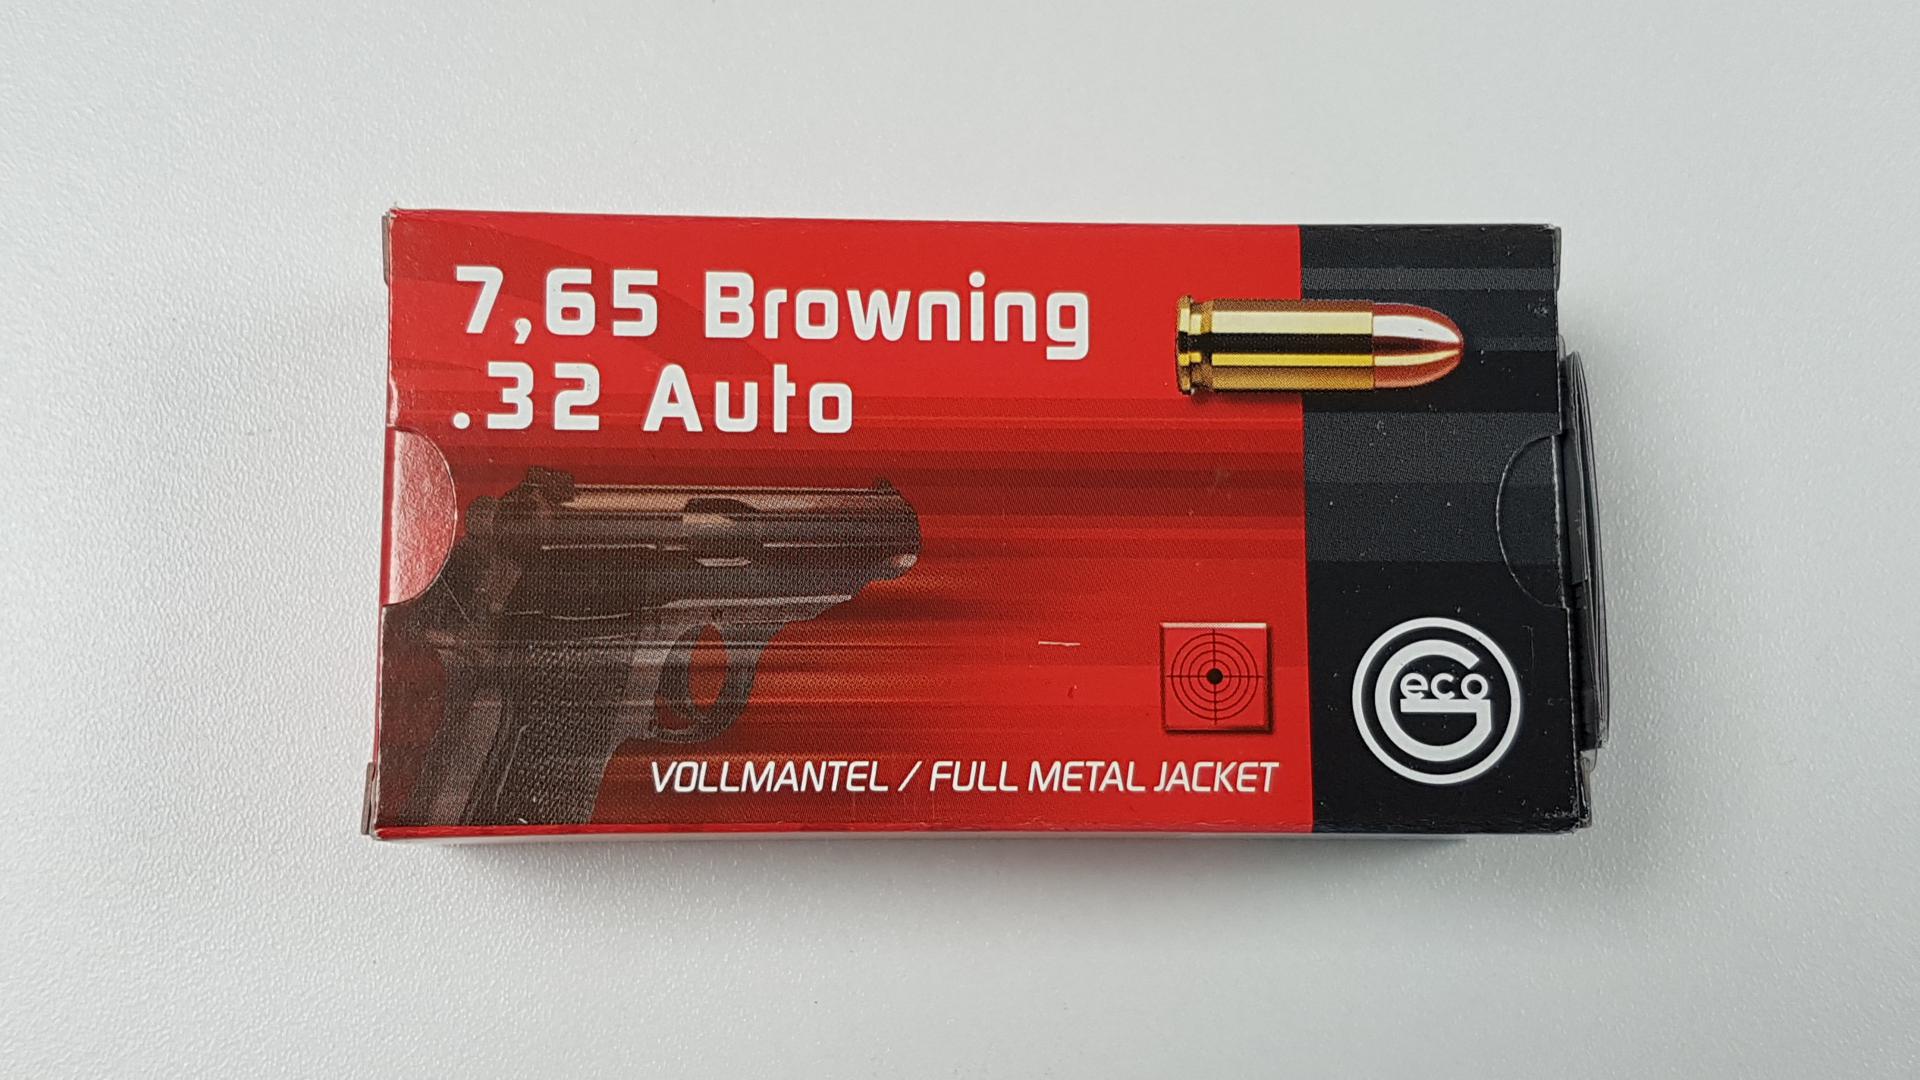 7,65 Browning
.32 Auto
VOLLMANTEL / FULL METAL JACKET
Geco